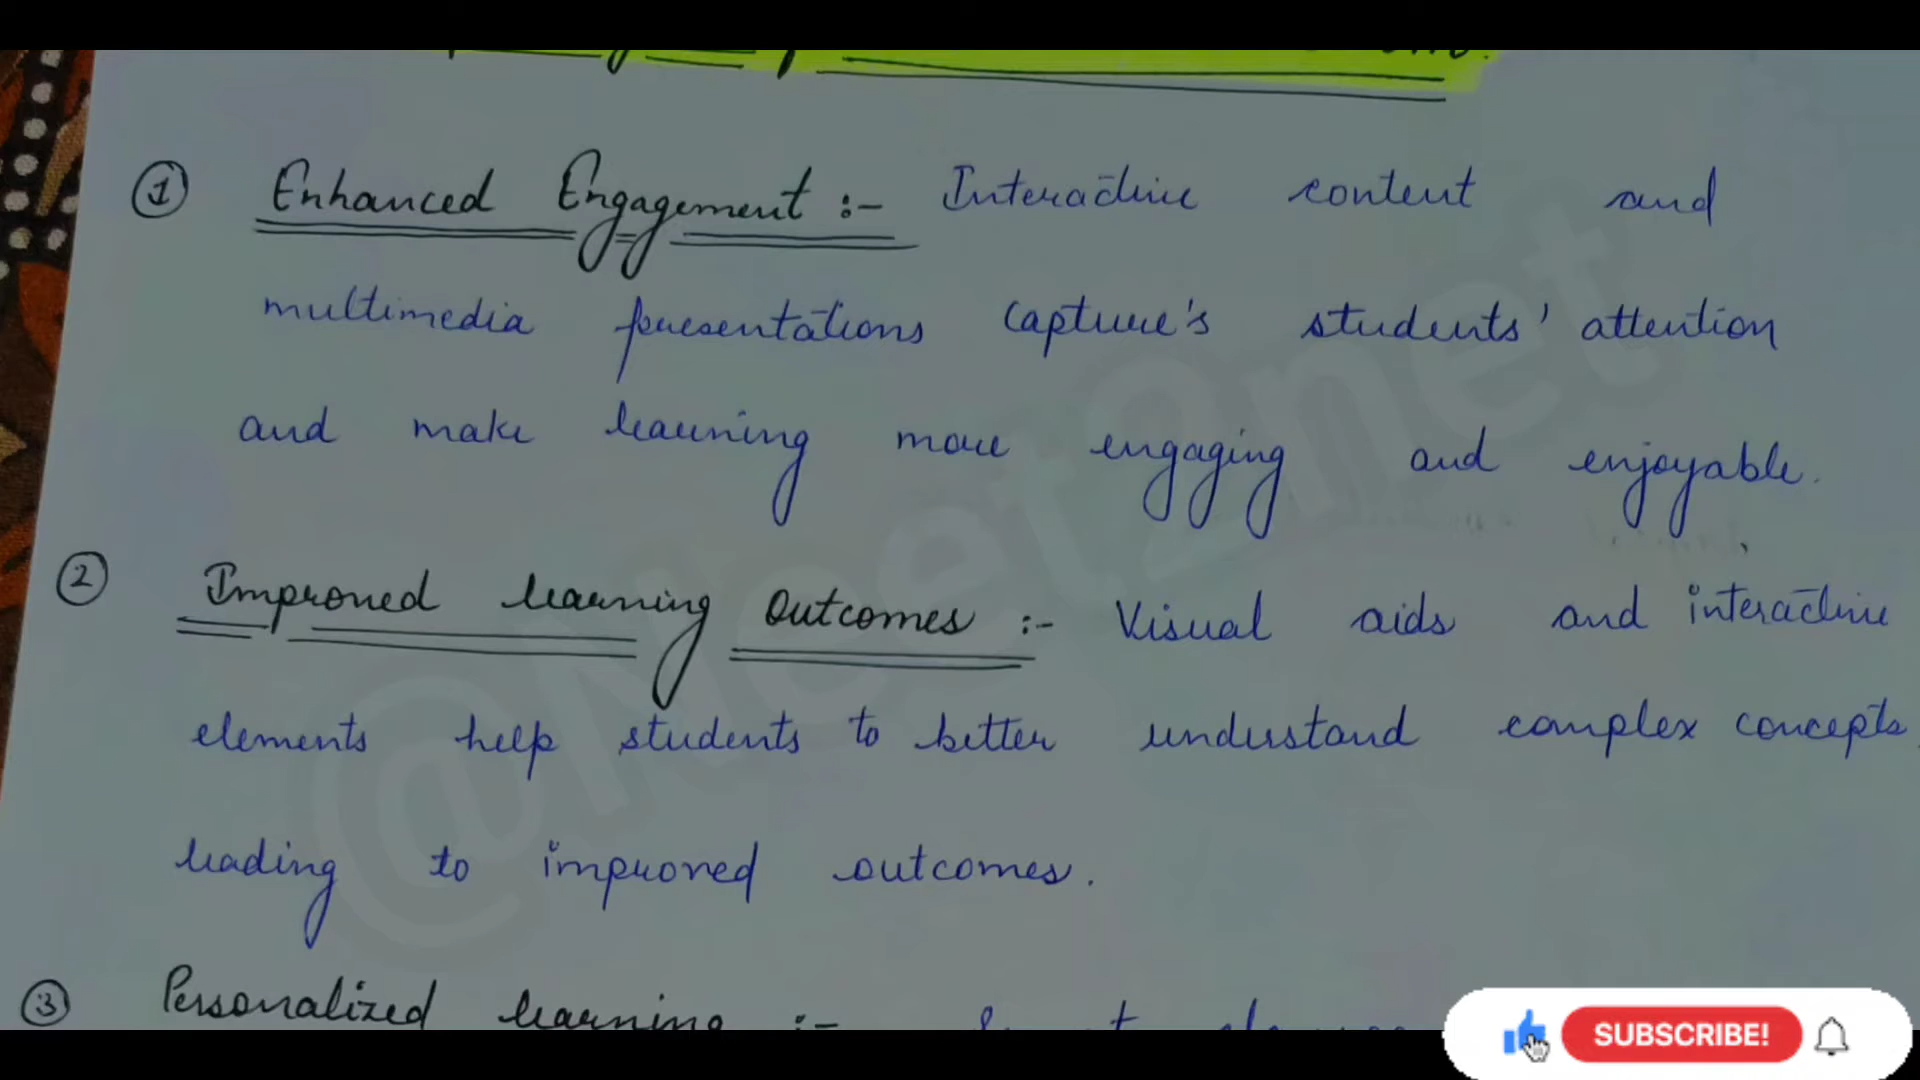 ① Enhanced Engagement :- Interactive content and
multimedia presentations capture's students' attention
and make learning more engaging and enjoyable.
② Improved learning Outcomes :- Visual aids and interactive
elements help students to better understand complex concepts
leading to improved outcomes.
③ Personalized learning :-
@Neet2net
SUBSCRIBE!